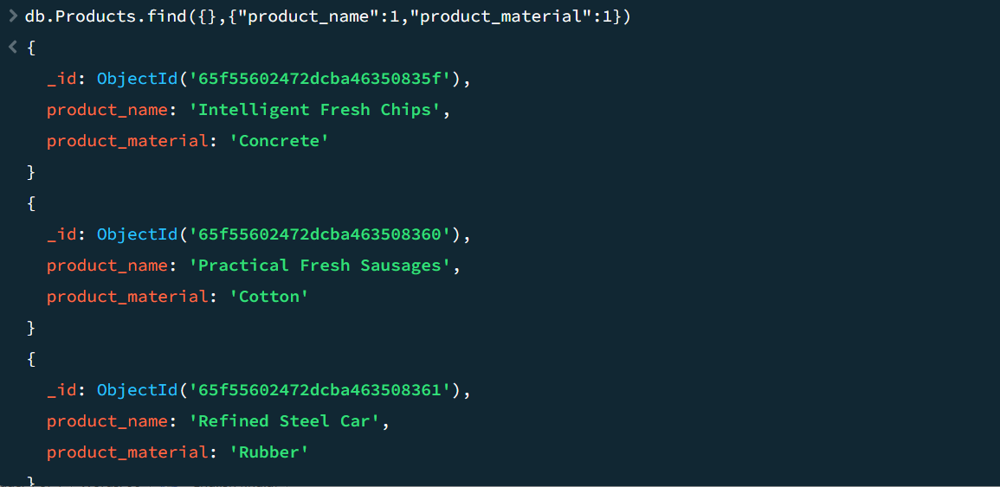 > db.Products.find({},{"product_name":1,"product_material":1})
< {
_id: ObjectId('65f55602472dcba46350835f'),
product_name: 'Intelligent Fresh Chips',
product_material: 'Concrete'
}
{
_id: ObjectId('65f55602472dcba463508360'),
product_name: 'Practical Fresh Sausages',
product_material: 'Cotton'
}
{
_id: ObjectId('65f55602472dcba463508361'),
product_name: 'Refined Steel Car',
product_material: 'Rubber'
}